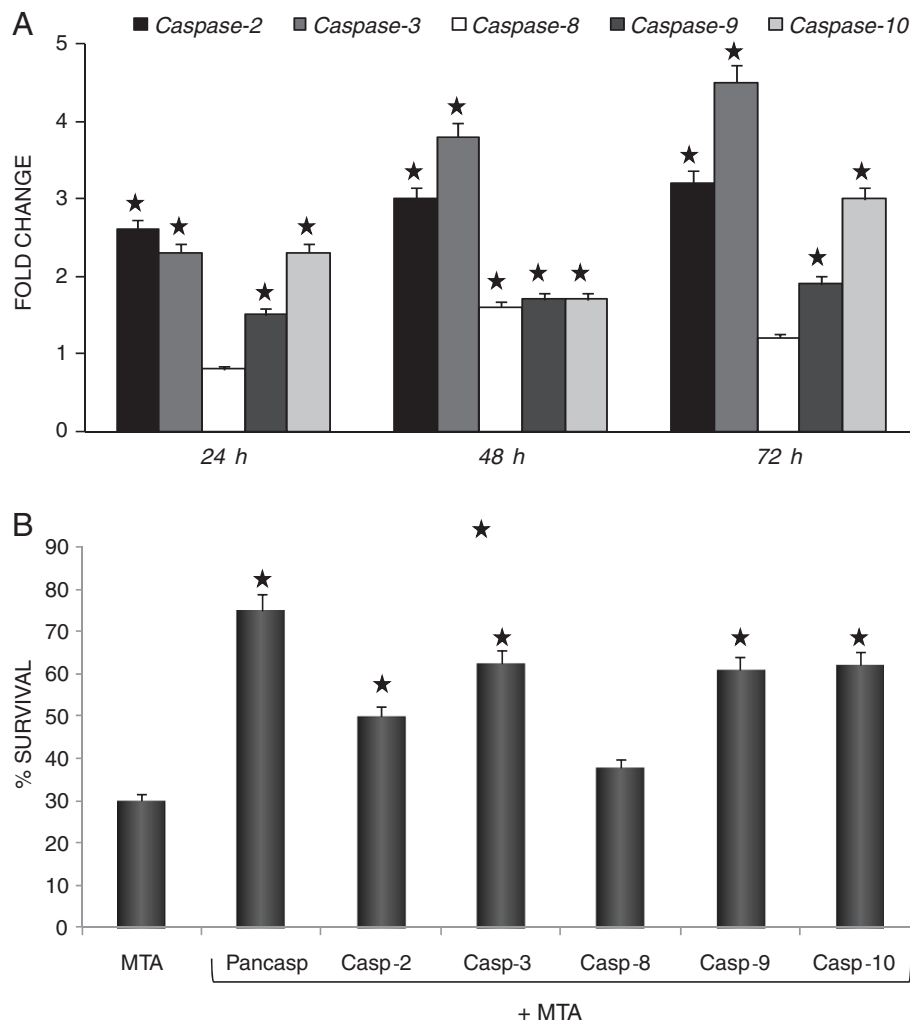 A
Caspase-2 Caspase-3 Caspase-8 Caspase-9 Caspase-10
5
4
3
2
1
0
FOLD CHANGE
24 h 48 h 72 h
B
90
80
70
60
50
40
30
20
10
0
% SURVIVAL
MTA Pancasp Casp-2 Casp-3 Casp-8 Casp-9 Casp-10
+ MTA